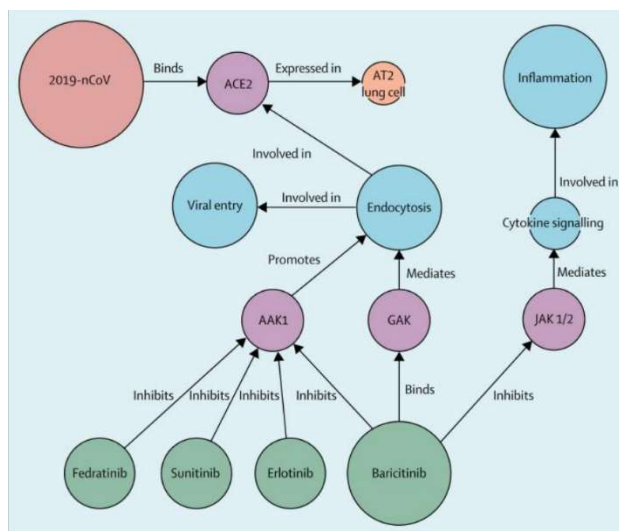 2019-nCoV
Binds
ACE2
Expressed in
AT2
lung cell
Inflammation
Involved in
Viral entry
Involved in
Endocytosis
Involved in
Cytokine signalling
Promotes
Mediates
Mediates
AAK1
GAK
JAK 1/2
Inhibits
Inhibits
Inhibits
Inhibits
Binds
Inhibits
Fedratinib
Sunitinib
Erlotinib
Baricitinib